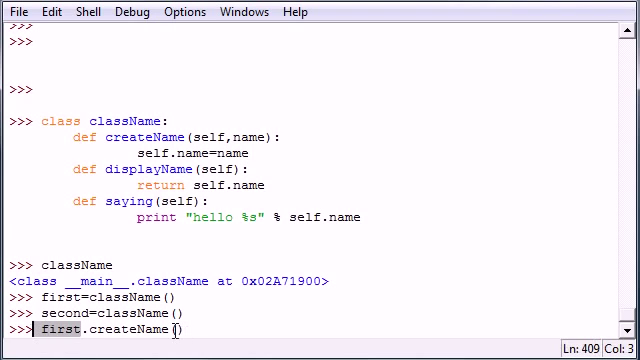 File Edit Shell Debug Options Windows Help
>>>
>>>
>>>
>>> class className:
def createName(self,name):
self.name=name
def displayName(self):
return self.name
def saying(self):
print "hello %s" % self.name
>>> className
<class __main__.className at 0x02A71900>
>>> first=className()
>>> second=className()
>>> first.createName()
Ln: 409 Col: 3